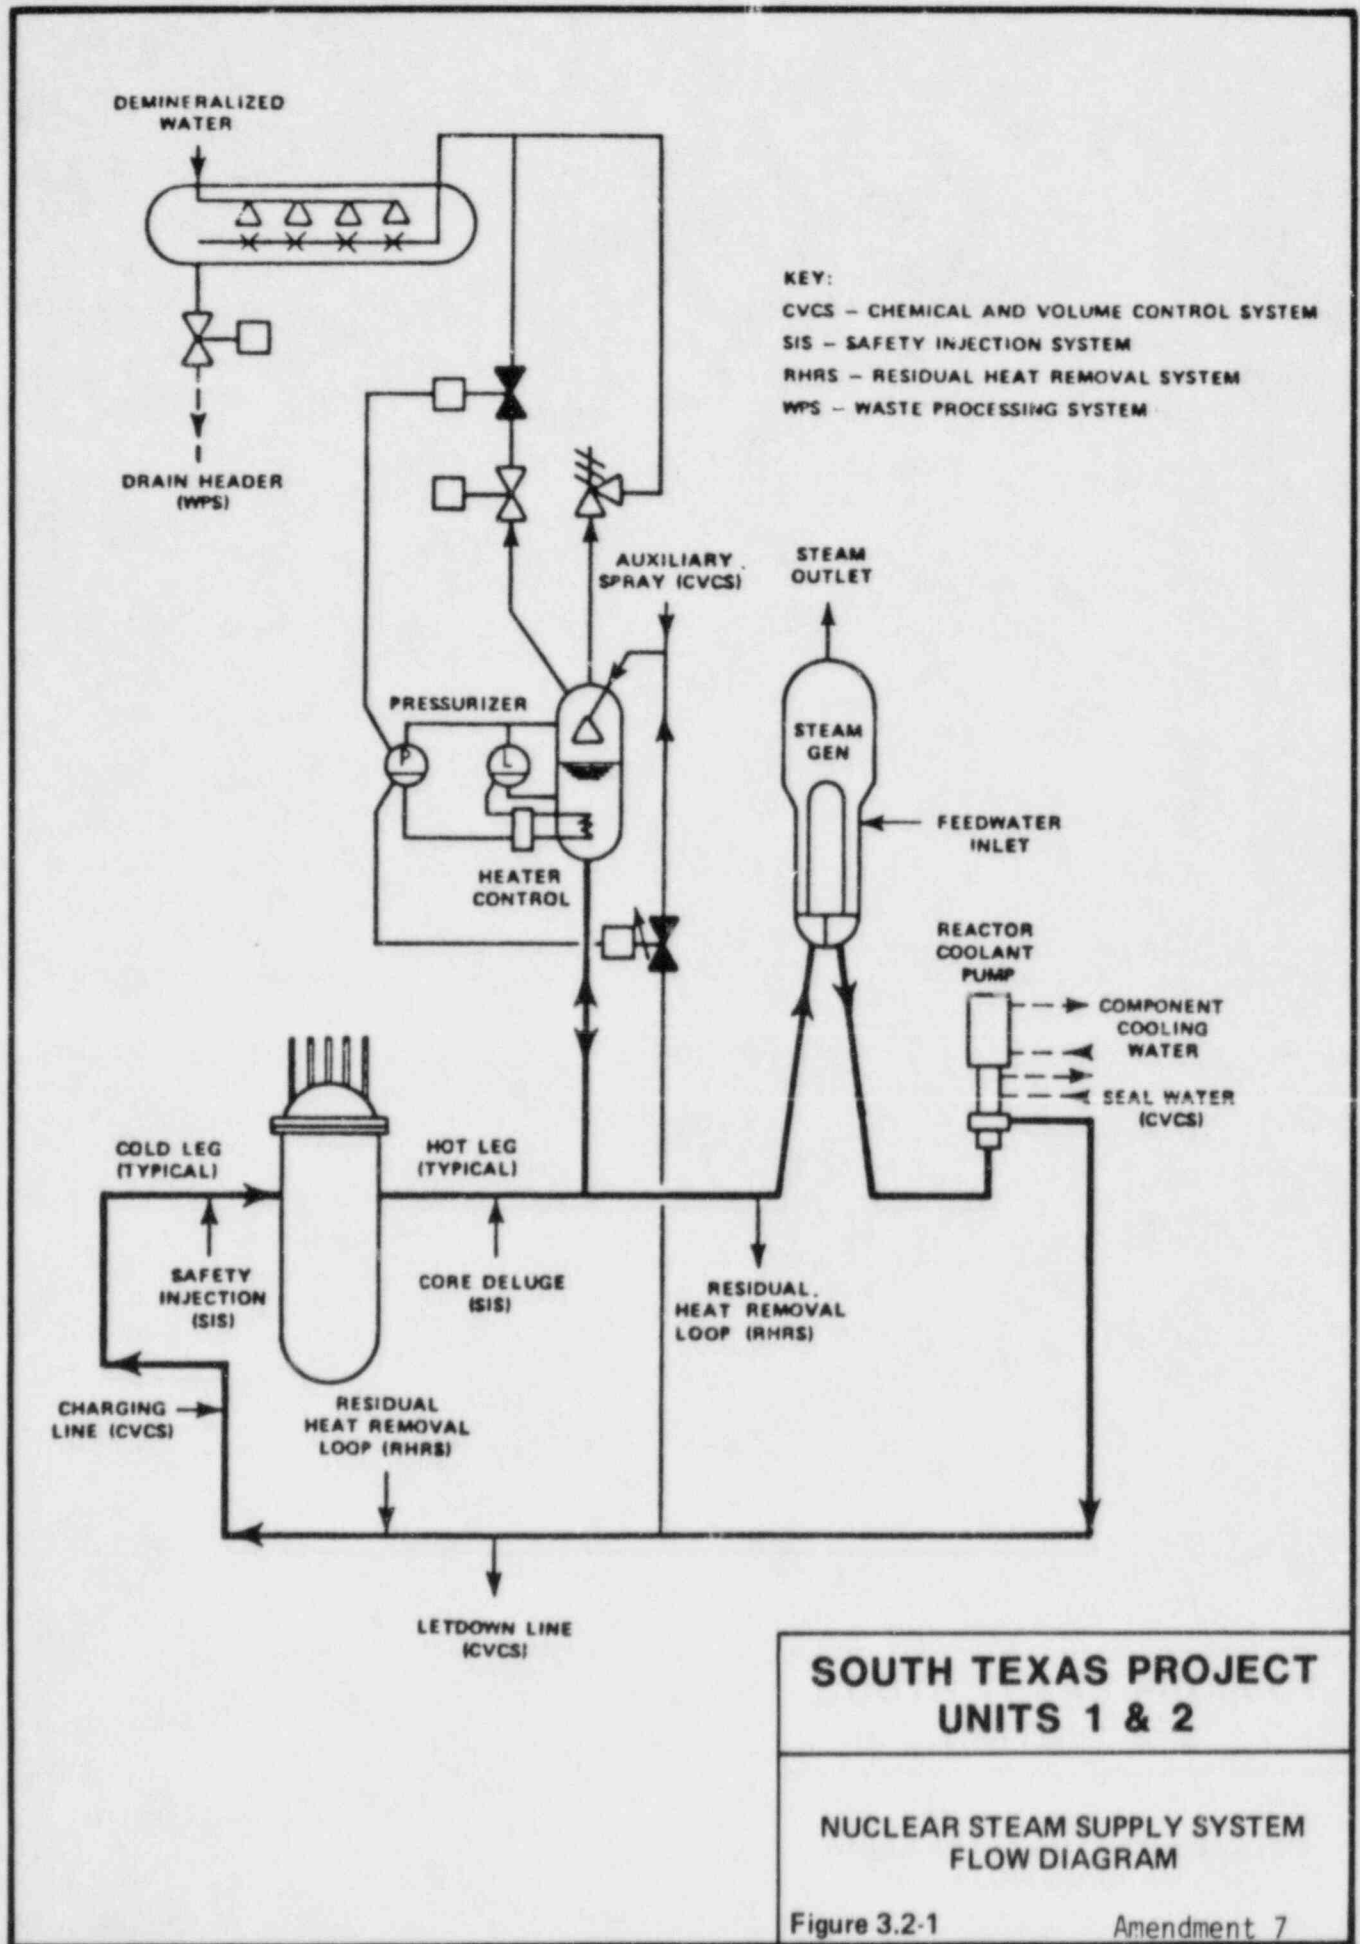 DEMINERALIZED
WATER
DRAIN HEADER
(WPS)
KEY:
CVCS – CHEMICAL AND VOLUME CONTROL SYSTEM
SIS – SAFETY INJECTION SYSTEM
RHRS – RESIDUAL HEAT REMOVAL SYSTEM
WPS – WASTE PROCESSING SYSTEM
AUXILIARY
SPRAY (CVCS)
STEAM
OUTLET
PRESSURIZER
P
L
STEAM
GEN
FEEDWATER
INLET
HEATER
CONTROL
REACTOR
COOLANT
PUMP
COMPONENT
COOLING
WATER
SEAL WATER
(CVCS)
COLD LEG
(TYPICAL)
HOT LEG
(TYPICAL)
SAFETY
INJECTION
(SIS)
CORE DELUGE
(SIS)
RESIDUAL
HEAT REMOVAL
LOOP (RHRS)
CHARGING
LINE (CVCS)
RESIDUAL
HEAT REMOVAL
LOOP (RHRS)
LETDOWN LINE
(CVCS)
SOUTH TEXAS PROJECT
UNITS 1 & 2
NUCLEAR STEAM SUPPLY SYSTEM
FLOW DIAGRAM
Figure 3.2-1
Amendment 7